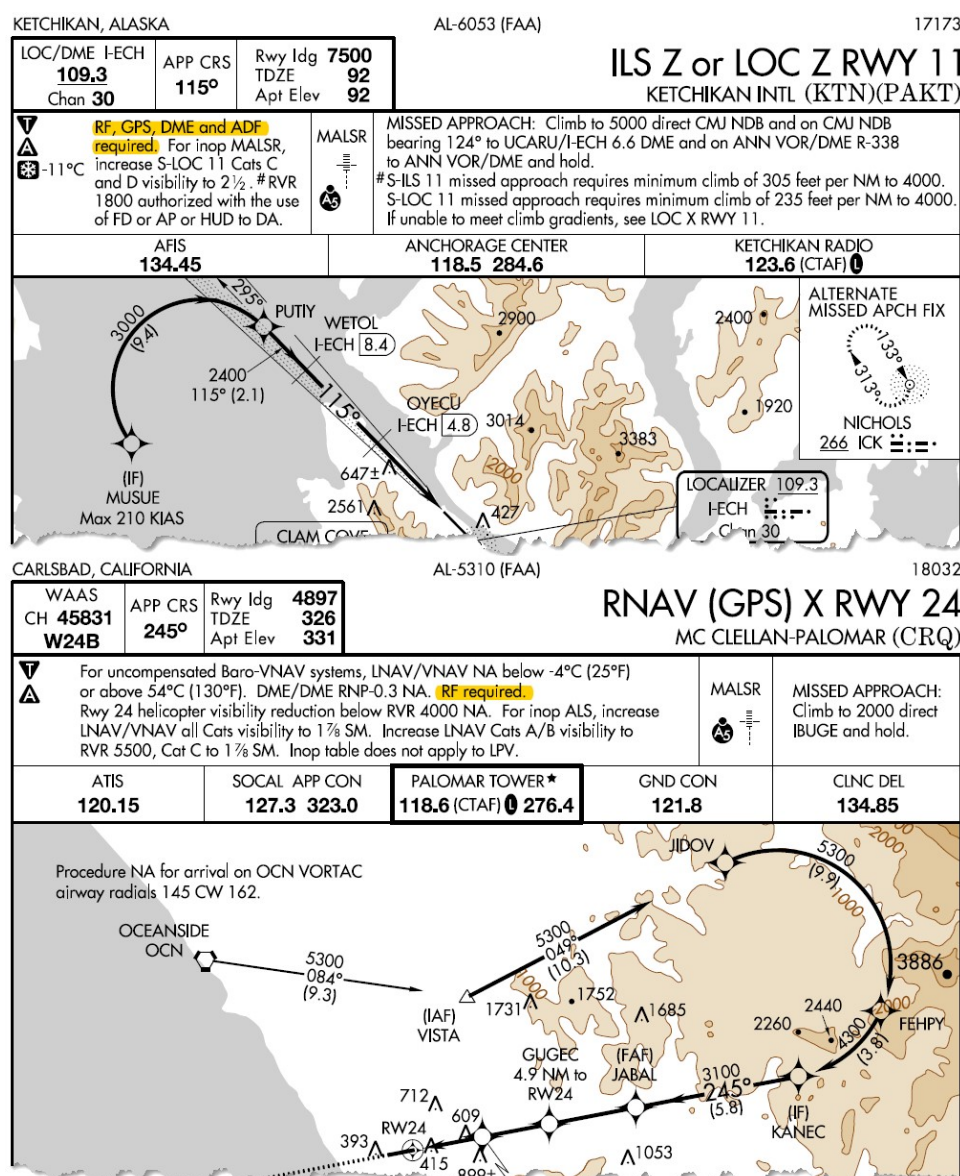 KETCHIKAN, ALASKA
AL-6053 (FAA)
17173
LOC/DME I-ECH
109.3
Chan 30
APP CRS
115°
Rwy ldg 7500
TDZE 92
Apt Elev 92
ILS Z or LOC Z RWY 11
KETCHIKAN INTL (KTN)(PAKT)
T
A
-11°C
RF, GPS, DME and ADF
required. For inop MALSR,
increase S-LOC 11 Cats C
and D visibility to 2½. #RVR
1800 authorized with the use
of FD or AP or HUD to DA.
MALSR
A5
MISSED APPROACH: Climb to 5000 direct CMJ NDB and on CMJ NDB
bearing 124° to UCARU/I-ECH 6.6 DME and on ANN VOR/DME R-338
to ANN VOR/DME and hold.
#S-ILS 11 missed approach requires minimum climb of 305 feet per NM to 4000.
S-LOC 11 missed approach requires minimum climb of 235 feet per NM to 4000.
If unable to meet climb gradients, see LOC X RWY 11.
AFIS
134.45
ANCHORAGE CENTER
118.5 284.6
KETCHIKAN RADIO
123.6 (CTAF) L
3000
(9.4)
295°
PUTIY
WETOL
I-ECH 8.4
2400
115° (2.1)
115°
OYECU
I-ECH 4.8
2900
2400
1920
3014
3383
2000
647±
2561
427
(IF)
MUSUE
Max 210 KIAS
CLAM COVE
LOCALIZER 109.3
I-ECH
Chan 30
ALTERNATE
MISSED APCH FIX
133°
313°
NICHOLS
266 ICK
CARLSBAD, CALIFORNIA
AL-5310 (FAA)
18032
WAAS
CH 45831
W24B
APP CRS
245°
Rwy ldg 4897
TDZE 326
Apt Elev 331
RNAV (GPS) X RWY 24
MC CLELLAN-PALOMAR (CRQ)
T
A
For uncompensated Baro-VNAV systems, LNAV/VNAV NA below -4°C (25°F)
or above 54°C (130°F). DME/DME RNP-0.3 NA. RF required.
Rwy 24 helicopter visibility reduction below RVR 4000 NA. For inop ALS, increase
LNAV/VNAV all Cats visibility to 1⅞ SM. Increase LNAV Cats A/B visibility to
RVR 5500, Cat C to 1⅞ SM. Inop table does not apply to LPV.
MALSR
A5
MISSED APPROACH:
Climb to 2000 direct
IBUGE and hold.
ATIS
120.15
SOCAL APP CON
127.3 323.0
PALOMAR TOWER★
118.6 (CTAF) L 276.4
GND CON
121.8
CLNC DEL
134.85
Procedure NA for arrival on OCN VORTAC
airway radials 145 CW 162.
OCEANSIDE
OCN
5300
084°
(9.3)
(IAF)
VISTA
5300
049°
(10.3)
JIDOV
5300
(9.9)
1000
2000
2000
3886
1000
1731
1752
1685
2260
2440
2000
FEHPY
4300
(3.8)
GUGEC
4.9 NM to
RW24
(FAF)
JABAL
3100
245°
(5.8)
(IF)
KANEC
712
609
RW24
393
415
899±
1053